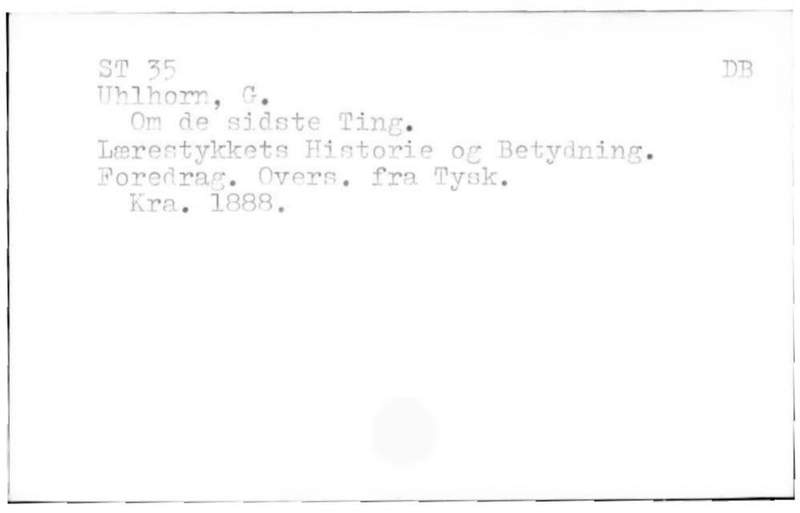 ST 35 DB
Uhlhorn, G.
Om de sidste Ting.
Lærestykkets Historie og Betydning.
Foredrag. Overs. fra Tysk.
Kra. 1888.